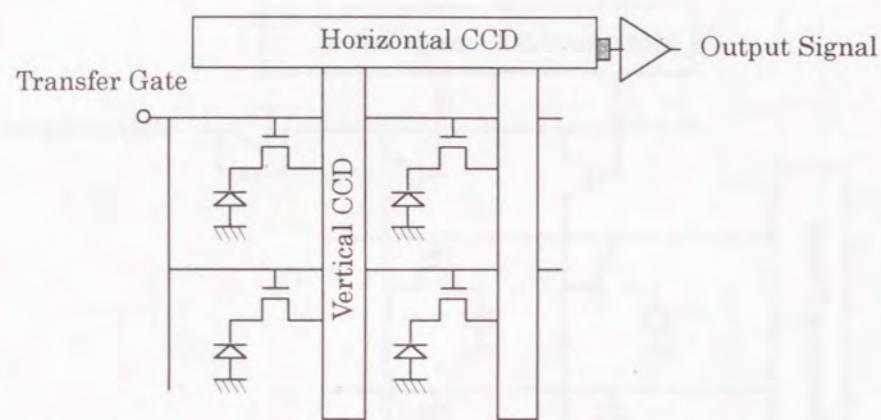 Horizontal CCD
Output Signal
Transfer Gate
Vertical CCD